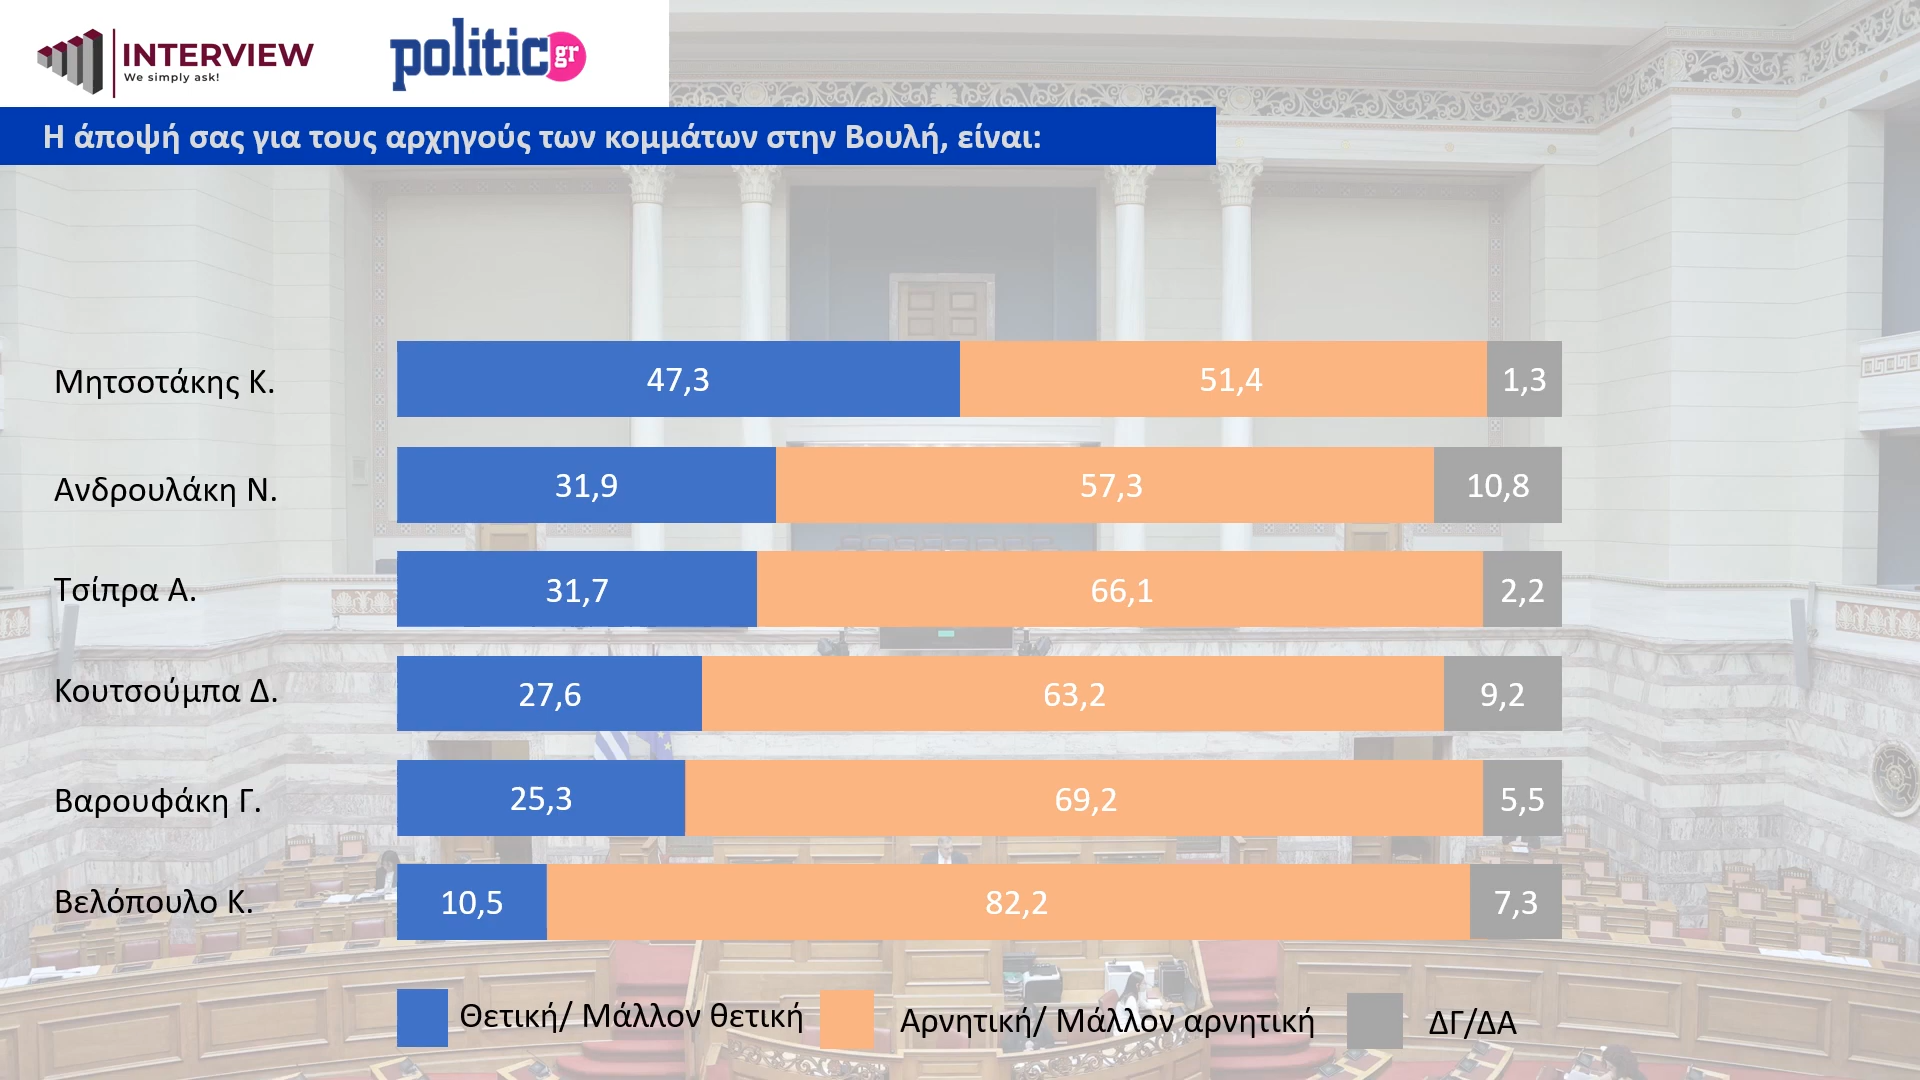 INTERVIEW
We simply ask!
politic gr
Η άποψή σας για τους αρχηγούς των κομμάτων στην Βουλή, είναι:
Μητσοτάκης Κ. 47,3 51,4 1,3
Ανδρουλάκη Ν. 31,9 57,3 10,8
Τσίπρα Α. 31,7 66,1 2,2
Κουτσούμπα Δ. 27,6 63,2 9,2
Βαρουφάκη Γ. 25,3 69,2 5,5
Βελόπουλο Κ. 10,5 82,2 7,3
Θετική/ Μάλλον θετική Αρνητική/ Μάλλον αρνητική ΔΓ/ΔΑ